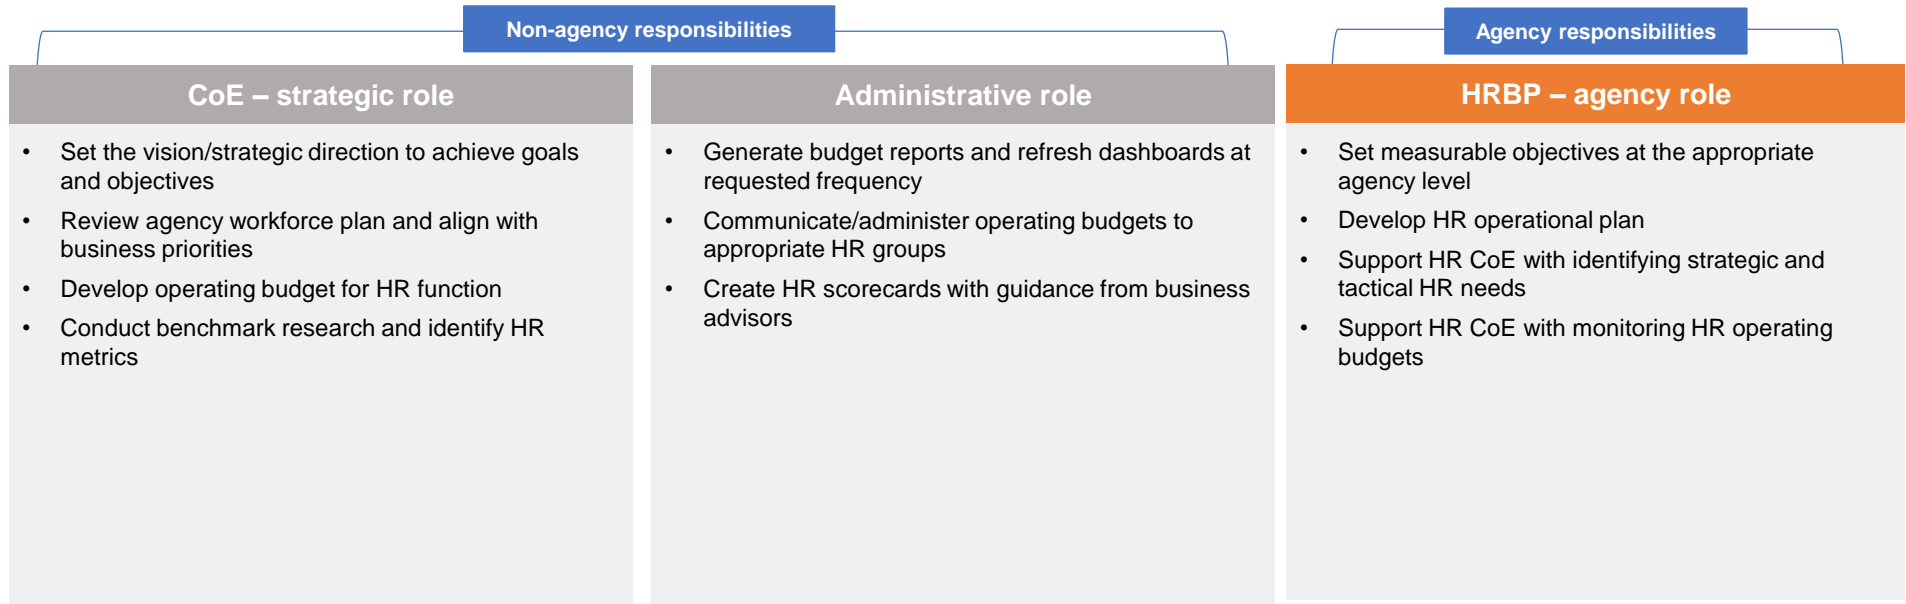 Non-agency responsibilities
Agency responsibilities
CoE – strategic role
• Set the vision/strategic direction to achieve goals
and objectives
• Review agency workforce plan and align with
business priorities
• Develop operating budget for HR function
• Conduct benchmark research and identify HR
metrics
Administrative role
• Generate budget reports and refresh dashboards at
requested frequency
• Communicate/administer operating budgets to
appropriate HR groups
• Create HR scorecards with guidance from business
advisors
HRBP – agency role
• Set measurable objectives at the appropriate
agency level
• Develop HR operational plan
• Support HR CoE with identifying strategic and
tactical HR needs
• Support HR CoE with monitoring HR operating
budgets